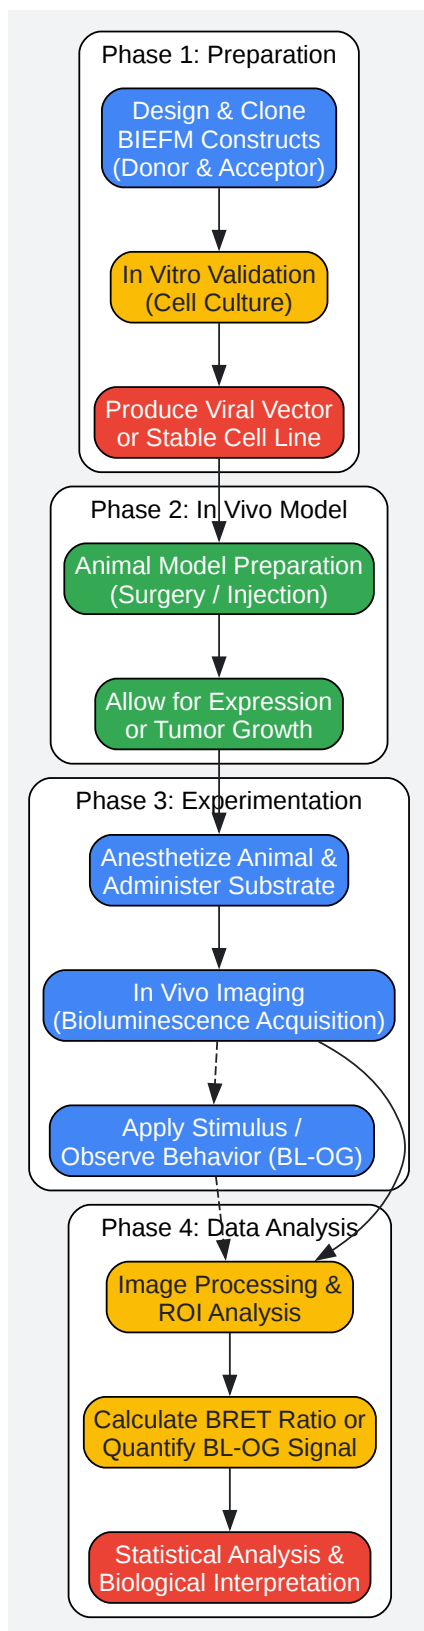 Phase 1: Preparation
Design & Clone
BIEFM Constructs
(Donor & Acceptor)
In Vitro Validation
(Cell Culture)
Produce Viral Vector
or Stable Cell Line
Phase 2: In Vivo Model
Animal Model Preparation
(Surgery / Injection)
Allow for Expression
or Tumor Growth
Phase 3: Experimentation
Anesthetize Animal &
Administer Substrate
In Vivo Imaging
(Bioluminescence Acquisition)
Apply Stimulus /
Observe Behavior (BL-OG)
Phase 4: Data Analysis
Image Processing &
ROI Analysis
Calculate BRET Ratio or
Quantify BL-OG Signal
Statistical Analysis &
Biological Interpretation